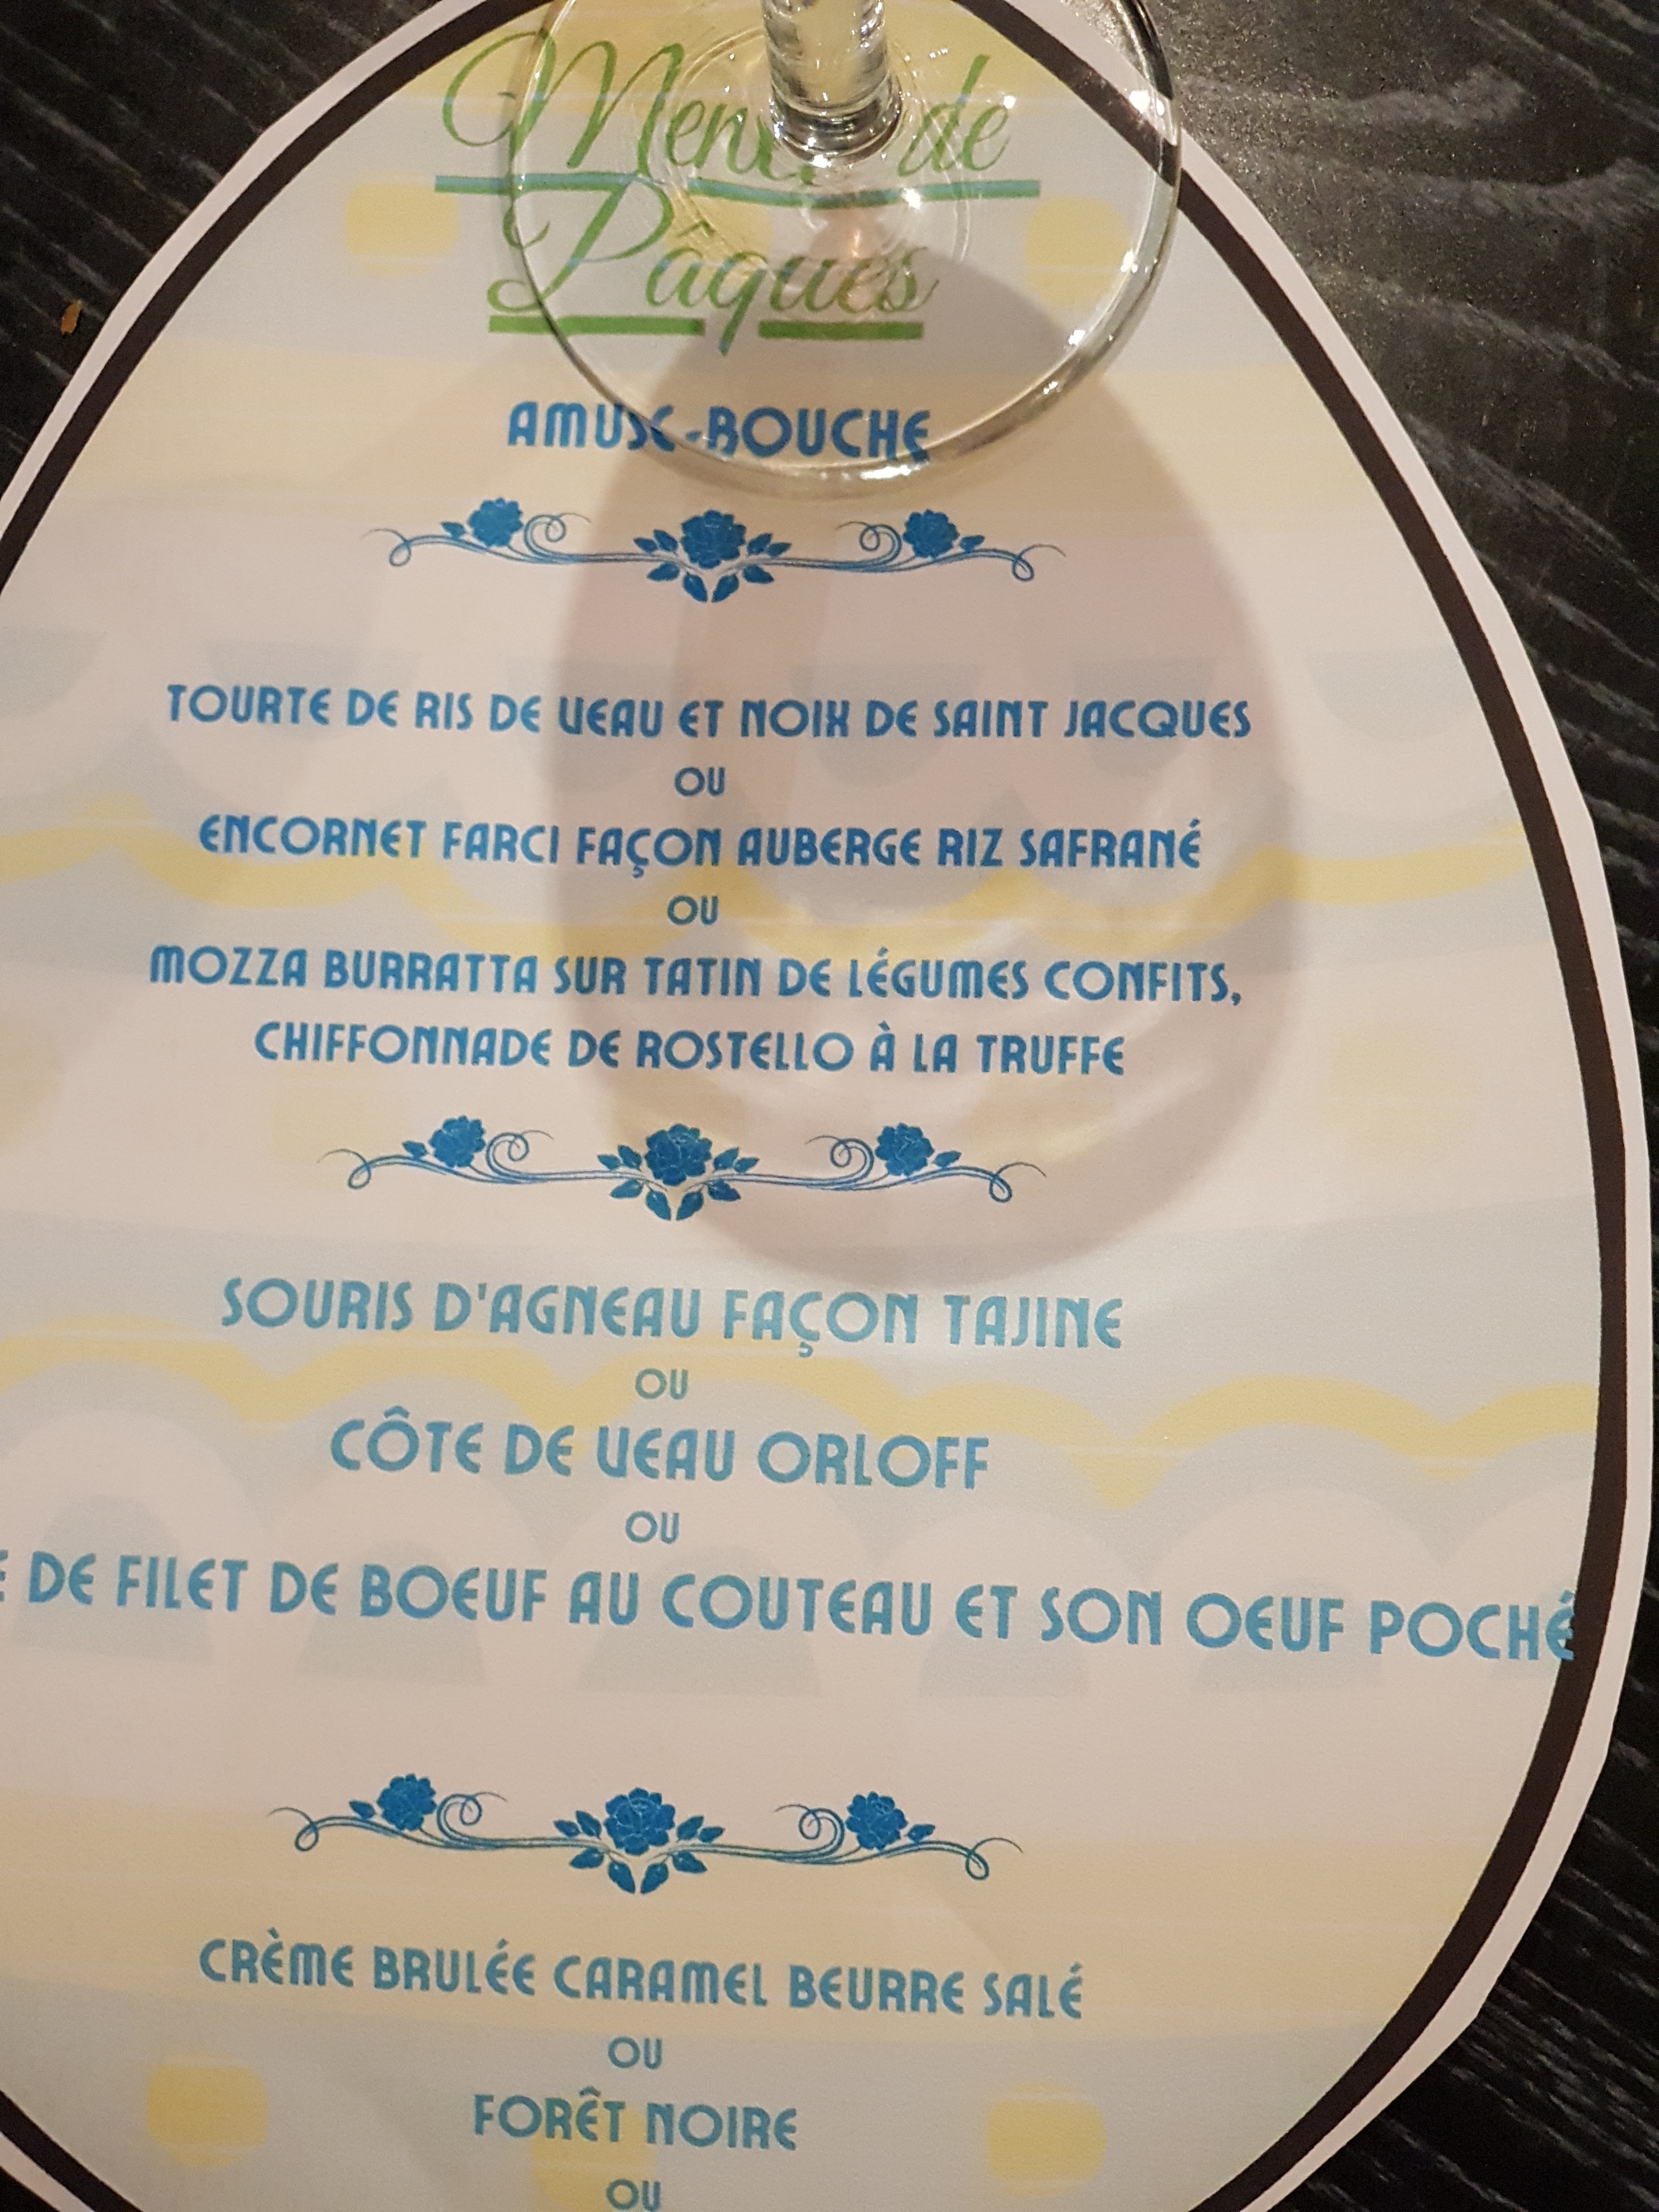 Menu de
Pâques
AMUSE-BOUCHE
TOURTE DE RIS DE VEAU ET NOIX DE SAINT JACQUES
OU
ENCORNET FARCI FAÇON AUBERGE RIZ SAFRANÉ
OU
MOZZA BURRATTA SUR TATIN DE LÉGUMES CONFITS,
CHIFFONNADE DE ROSTELLO À LA TRUFFE
SOURIS D'AGNEAU FAÇON TAJINE
OU
CÔTE DE VEAU ORLOFF
OU
DE FILET DE BOEUF AU COUTEAU ET SON OEUF POCHÉ
CRÈME BRULÉE CARAMEL BEURRE SALÉ
OU
FORÊT NOIRE
OU